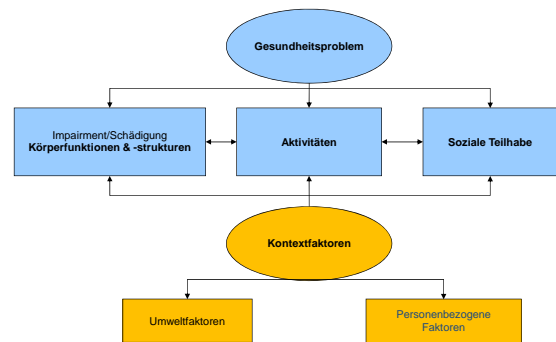 Gesundheitsproblem
Impairment/Schädigung
Körperfunktionen & -strukturen
Aktivitäten
Soziale Teilhabe
Kontextfaktoren
Umweltfaktoren
Personenbezogene
Faktoren